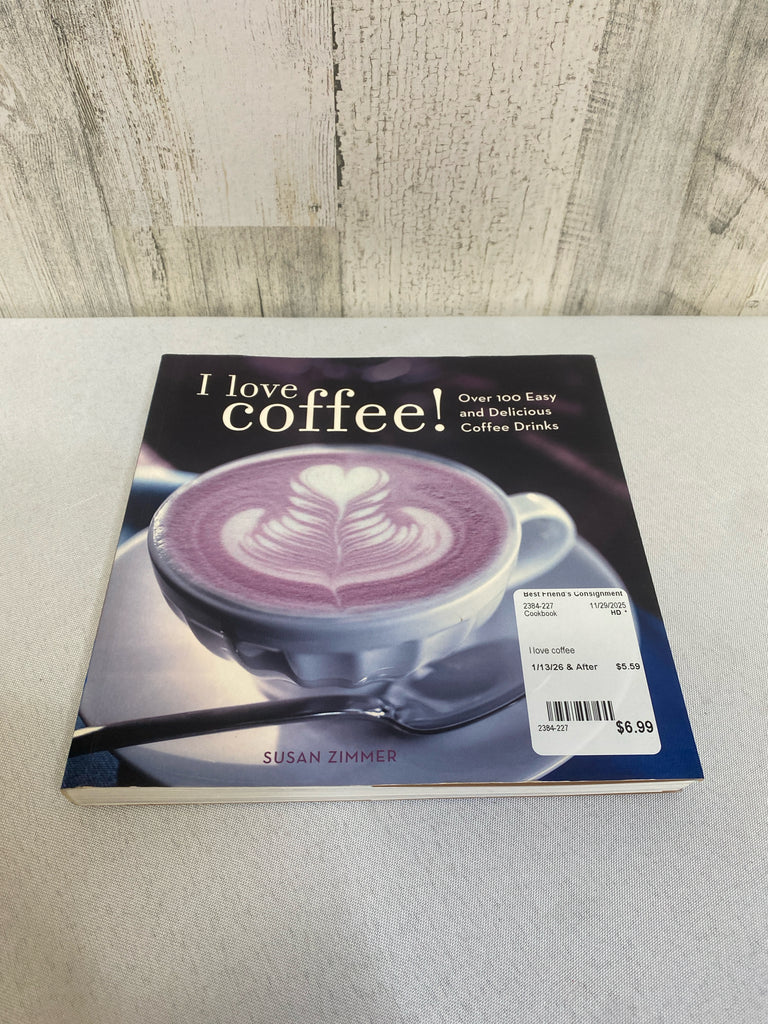 I love
coffee!
Over 100 Easy
and Delicious
Coffee Drinks
SUSAN ZIMMER
Best Friend's Consignment
2384-227 11/29/2025
Cookbook HD *
I love coffee
1/13/26 & After $5.59
2384-227 $6.99